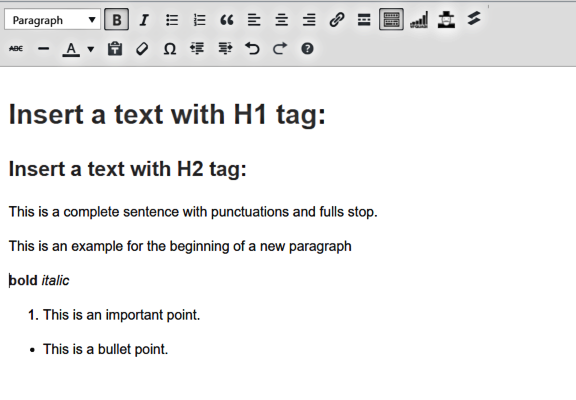 Paragraph
B I
ABC A Ω
Insert a text with H1 tag:
Insert a text with H2 tag:
This is a complete sentence with punctuations and fulls stop.
This is an example for the beginning of a new paragraph
bold italic
1. This is an important point.
• This is a bullet point.